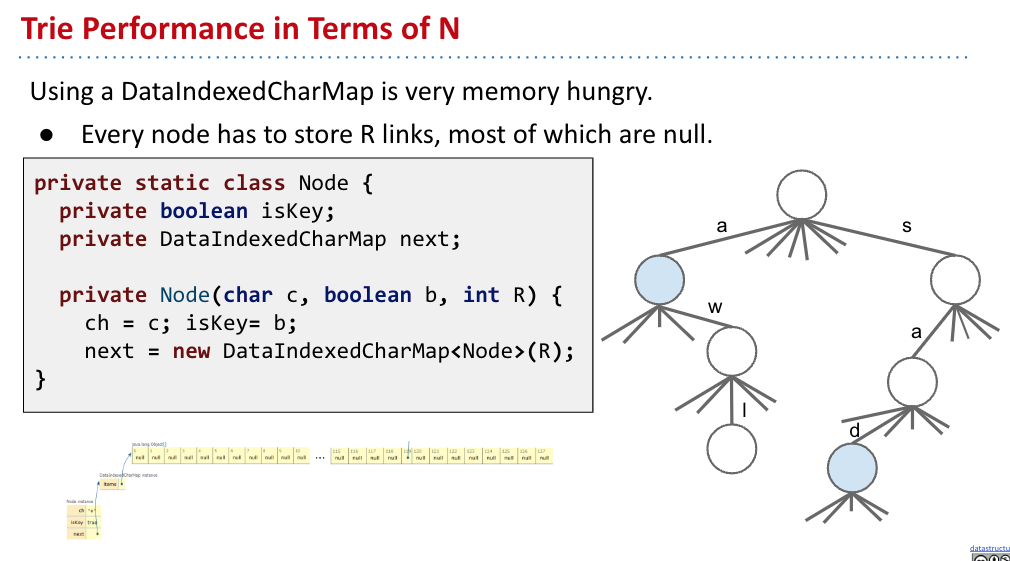 Trie Performance in Terms of N
Using a DataIndexedCharMap is very memory hungry.
● Every node has to store R links, most of which are null.
private static class Node {
private boolean isKey;
private DataIndexedCharMap next;
private Node(char c, boolean b, int R) {
ch = c; isKey= b;
next = new DataIndexedCharMap<Node>(R);
}
a
s
w
a
l
d
java.lang.Object[]
0 1 2 3 4 5 6 7 8 9 10 115 116 117 118 119 120 121 122 123 124 125 126 127
null null null null null null null null null null null ... null null null null null null null null null null null null
DataIndexedCharMap instance
items
Node instance
ch "a"
isKey true
next
datastructu